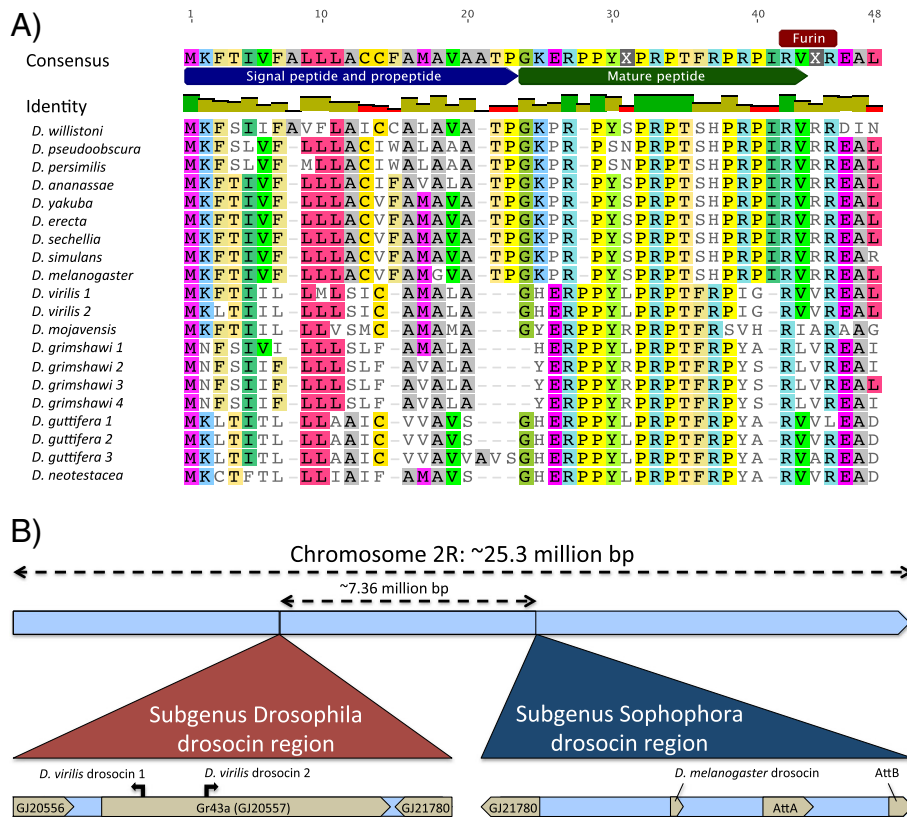 1 10 20 30 40 48
A)
Furin
Consensus MKFTIVFALLLACCFAMAVAATPGKERPPYXPRPTFRPRPIRVXREAL
Signal peptide and propeptide Mature peptide
Identity
D. willistoni MKFSIIFAVFLAICCALAVA-TPGKPR-PYSPRPTSHPRPIRVRRDIN
D. pseudoobscura MKFSLVF-LLLACIWALAAA-TPGKPR-PSNPRPTSHPRPIRVRREAL
D. persimilis MKFSLVF-MLLACIWALAAA-TPGKPR-PSNPRPTSHPRPIRVRREAL
D. ananassae MKFTIVF-LLLACIFAVALA-TPGKPR-PYSPRPTSHPRPIRVRREAL
D. yakuba MKFTIVF-LLLACVFAMAVA-TPGKPR-PYSPRPTSHPRPIRVRREAL
D. erecta MKFTIVF-LLLACVFAMAVA-TPGKPR-PYSPRPTSHPRPIRVRREAL
D. sechellia MKFTIVF-LLLACVFAMAVA-TPGKPR-PYSPRPTSHPRPIRVRREAL
D. simulans MKFTIVF-LLLACVFAMAVA-TPGKPR-PYSPRPTSHPRPIRVRREAR
D. melanogaster MKFTIVF-LLLACVFAMGVA-TPGKPR-PYSPRPTSHPRPIRVRREAL
D. virilis 1 MKFTIIL-LMLSIC-AMALA---GHERPPYLPRPTFRPIG-RVVREAL
D. virilis 2 MKLTIIL-LLLSIC-AMALA---GHERPPYLPRPTFRPIG-RVVREAL
D. mojavensis MKFTIIL-LLVSMC-AMAMA---GYERPPYLPRPTFRSVH-RIARAAG
D. grimshawi 1 MNFSIVI-LLLSLF-AMALA----HERPPYLPRPTFRPYA-RLVREAI
D. grimshawi 2 MNFSIIF-LLLSLF-AVALA----YERPPYLPRPTFRPYS-RLVREAI
D. grimshawi 3 MNFSIIF-LLLSLF-AVALA----YERPPYLPRPTFRPYS-RLVREAL
D. grimshawi 4 MNFSIIF-LLLSLF-AVALA----YERPPYLPRPTFRPYS-RLVREAI
D. guttifera 1 MKLTITL-LLAAIC-VVAVS---GHERPPYLPRPTFRPYA-RVVLEAD
D. guttifera 2 MKLTITL-LLAAIC-VVAVS---GHERPPYLPRPTFRPYA-RVVREAD
D. guttifera 3 MKLTITL-LLAAIC-VVAVVAVSGHERPPYLPRPTFRPYA-RVAREAD
D. neotestacea MKCTFTL-LLIAIF-AMAVS---GHERPPYLPRPTFRPYA-RVVREAD
B)
Chromosome 2R: ~25.3 million bp
~7.36 million bp
Subgenus Drosophila
drosocin region
Subgenus Sophophora
drosocin region
D. virilis drosocin 1 D. virilis drosocin 2 D. melanogaster drosocin AttB
GJ20556 Gr43a (GJ20557) GJ21780 GJ21780 AttA